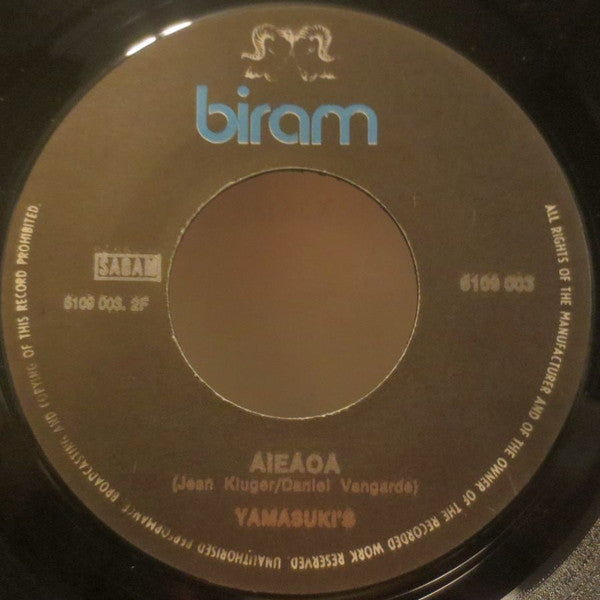 biram
SABAM
6109 003
6109 003. 2F
AIEAOA
(Jean Kluger/Daniel Vangarde)
YAMASUKI'S
ALL RIGHTS OF THE MANUFACTURER AND OF THE OWNER OF THE RECORDED WORK RESERVED. UNAUTHORISED PERFORMANCE, BROADCASTING, AND COPYING OF THIS RECORD PROHIBITED.